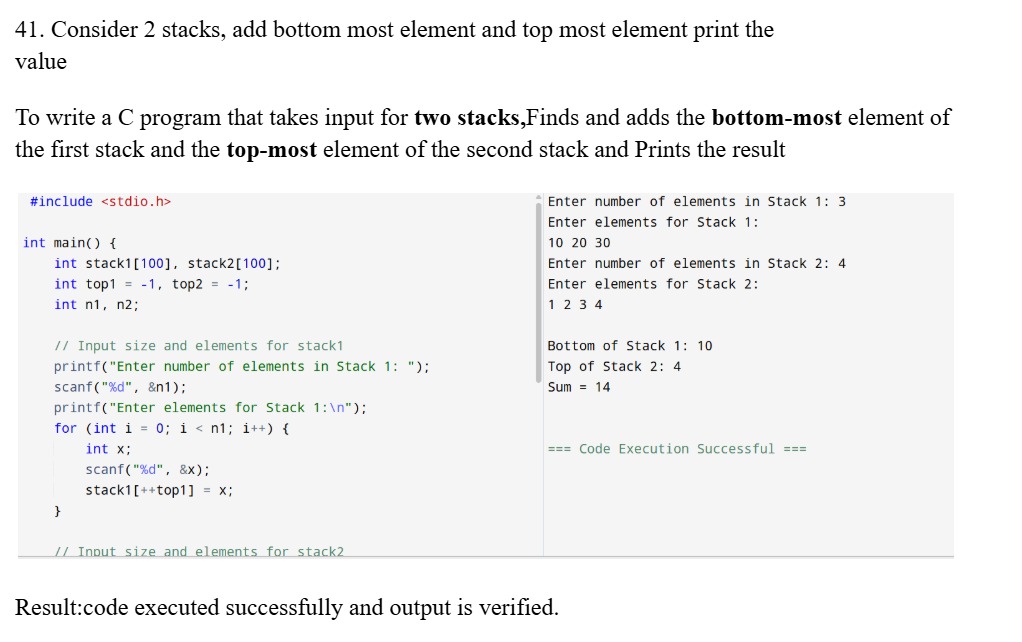 41. Consider 2 stacks, add bottom most element and top most element print the
value
To write a C program that takes input for two stacks,Finds and adds the bottom-most element of
the first stack and the top-most element of the second stack and Prints the result
#include <stdio.h>
int main() {
    int stack1[100], stack2[100];
    int top1 = -1, top2 = -1;
    int n1, n2;
    // Input size and elements for stack1
    printf("Enter number of elements in Stack 1: ");
    scanf("%d", &n1);
    printf("Enter elements for Stack 1:\n");
    for (int i = 0; i < n1; i++) {
        int x;
        scanf("%d", &x);
        stack1[++top1] = x;
    }
    // Input size and elements for stack2
Enter number of elements in Stack 1: 3
Enter elements for Stack 1:
10 20 30
Enter number of elements in Stack 2: 4
Enter elements for Stack 2:
1 2 3 4
Bottom of Stack 1: 10
Top of Stack 2: 4
Sum = 14
=== Code Execution Successful ===
Result:code executed successfully and output is verified.